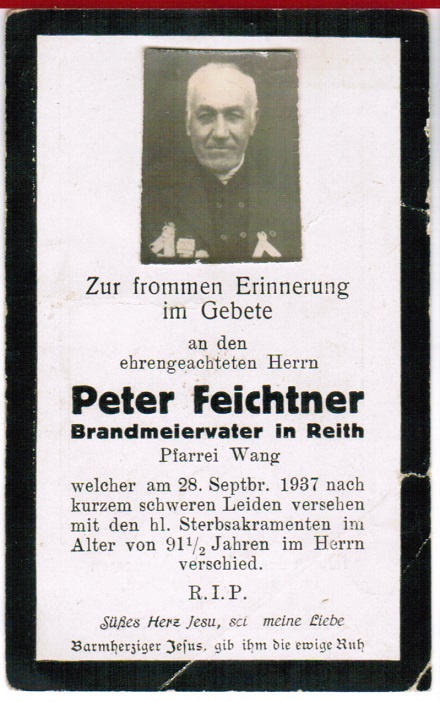 Zur frommen Erinnerung
im Gebete
an den
ehrengeachteten Herrn
Peter Feichtner
Brandmeiervater in Reith
Pfarrei Wang
welcher am 28. Septbr. 1937 nach
kurzem schweren Leiden versehen
mit den hl. Sterbsakramenten im
Alter von 91½ Jahren im Herrn
verschied.
R.I.P.
Süßes Herz Jesu, sei meine Liebe
Barmherziger Jesus, gib ihm die ewige Ruh